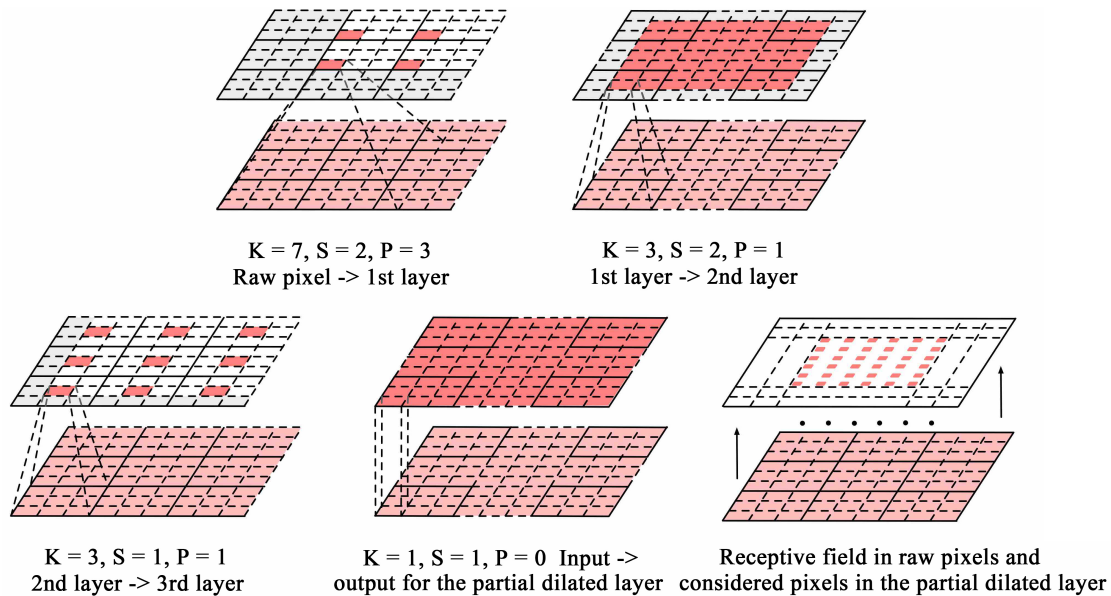 K = 7, S = 2, P = 3
Raw pixel -> 1st layer
K = 3, S = 2, P = 1
1st layer -> 2nd layer
K = 3, S = 1, P = 1
2nd layer -> 3rd layer
K = 1, S = 1, P = 0 Input ->
output for the partial dilated layer
Receptive field in raw pixels and
considered pixels in the partial dilated layer